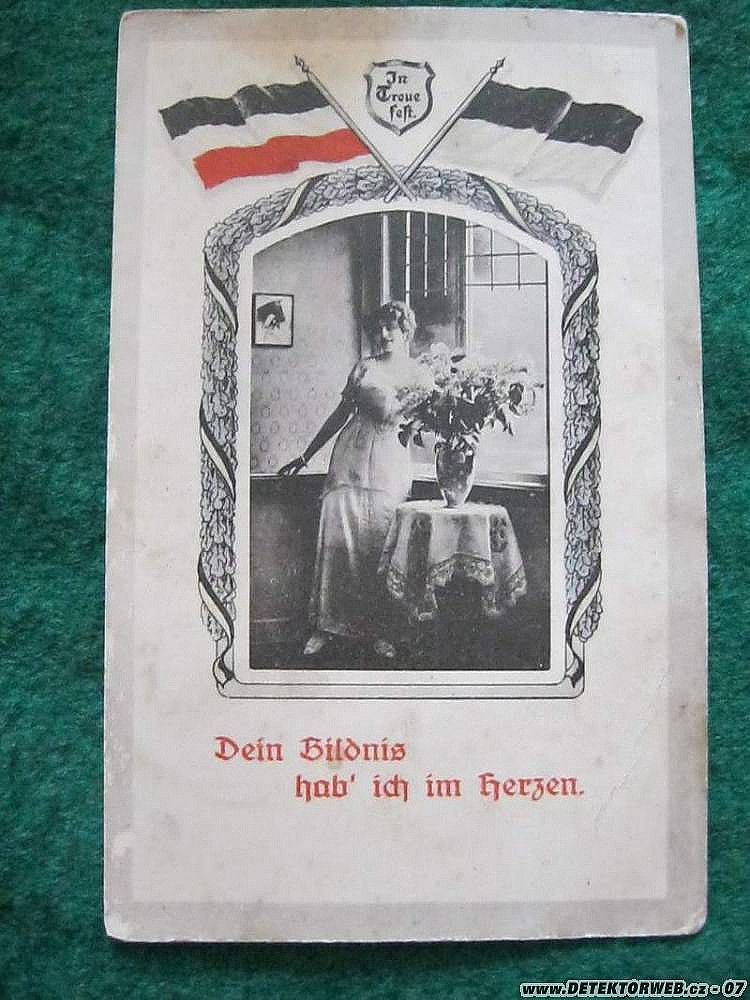 In
Treue
fest.
Dein Bildnis
hab' ich im Herzen.
www.DETEKTORWEB.cz - 07